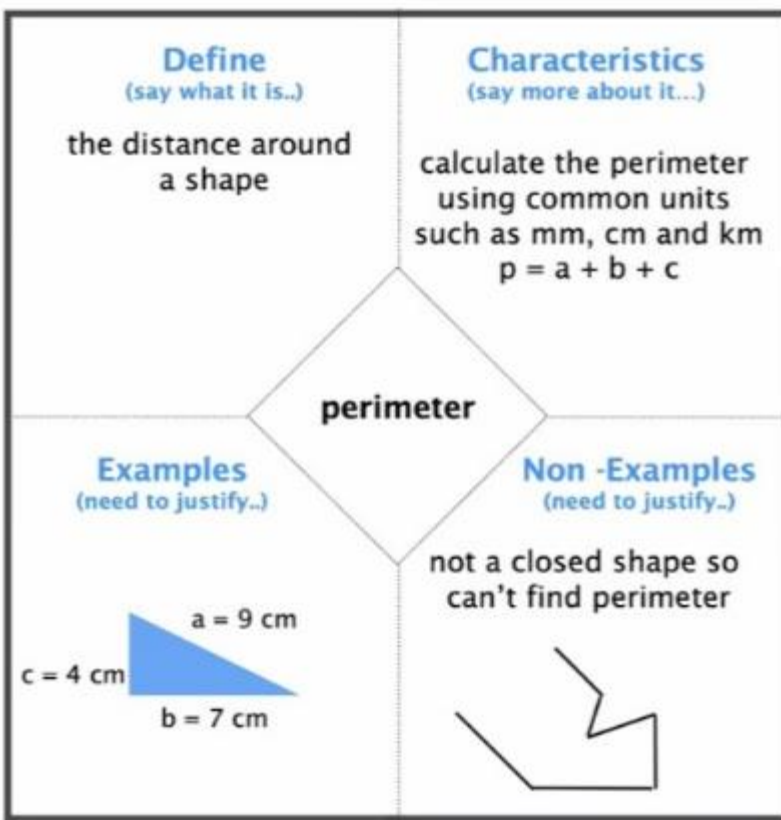 Define
(say what it is..)
the distance around
a shape
Characteristics
(say more about it...)
calculate the perimeter
using common units
such as mm, cm and km
p = a + b + c
perimeter
Examples
(need to justify..)
a = 9 cm
c = 4 cm
b = 7 cm
Non -Examples
(need to justify..)
not a closed shape so
can't find perimeter